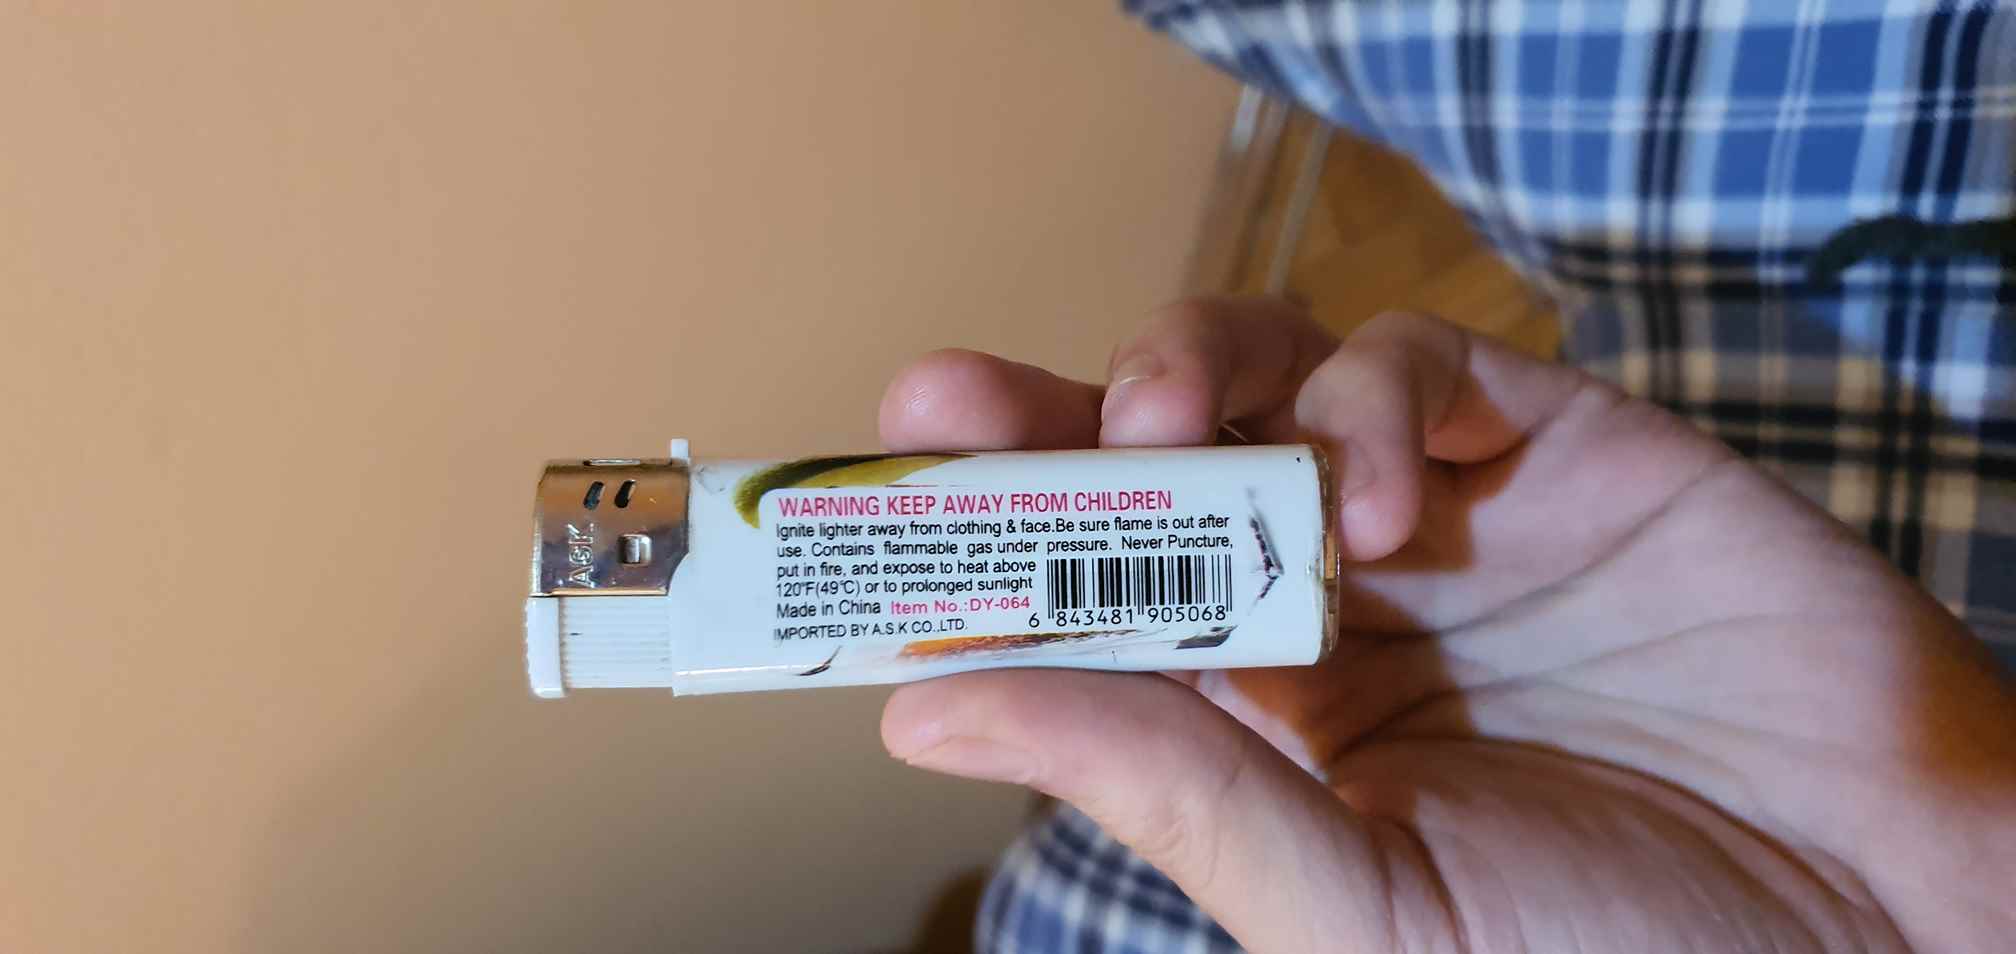 ASK
WARNING KEEP AWAY FROM CHILDREN
Ignite lighter away from clothing & face.Be sure flame is out after
use. Contains flammable gas under pressure. Never Puncture,
put in fire, and expose to heat above
120°F(49°C) or to prolonged sunlight
Made in China Item No.:DY-064
IMPORTED BY A.S.K CO.,LTD.
6 843481 905068